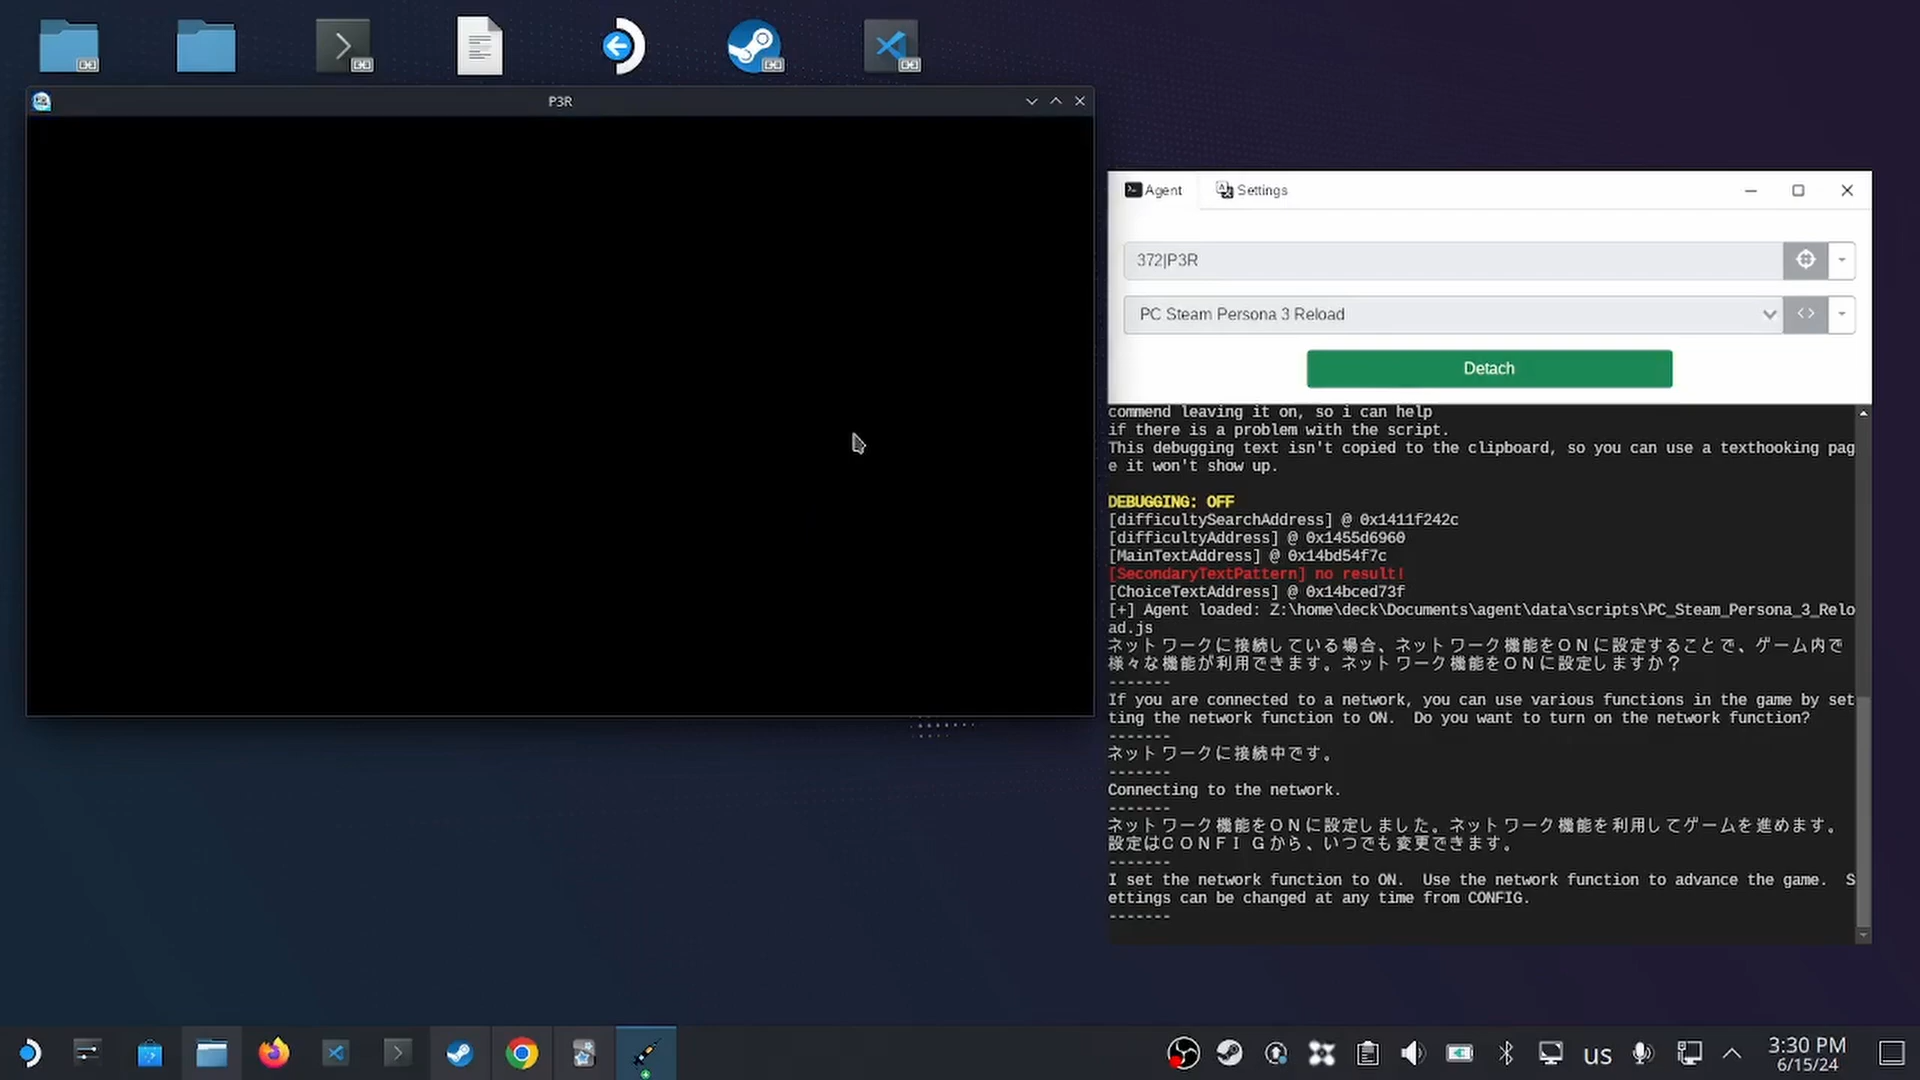 P3R
Agent
Settings
372|P3R
PC Steam Persona 3 Reload
Detach
commend leaving it on, so i can help
if there is a problem with the script.
This debugging text isn't copied to the clipboard, so you can use a texthooking pag
e it won't show up.
DEBUGGING: OFF
[difficultySearchAddress] @ 0x1411f242c
[difficultyAddress] @ 0x1455d6960
[MainTextAddress] @ 0x14bd54f7c
[SecondaryTextPattern] no result!
[ChoiceTextAddress] @ 0x14bced73f
[+] Agent loaded: Z:\home\deck\Documents\agent\data\scripts\PC_Steam_Persona_3_Relo
ad.js
ネットワークに接続している場合、ネットワーク機能をＯＮに設定することで、ゲーム内で
様々な機能が利用できます。ネットワーク機能をＯＮに設定しますか？
-------
If you are connected to a network, you can use various functions in the game by set
ting the network function to ON.  Do you want to turn on the network function?
-------
ネットワークに接続中です。
-------
Connecting to the network.
-------
ネットワーク機能をＯＮに設定しました。ネットワーク機能を利用してゲームを進めます。
設定はＣＯＮＦＩＧから、いつでも変更できます。
-------
I set the network function to ON.  Use the network function to advance the game.  S
ettings can be changed at any time from CONFIG.
-------
us
3:30 PM
6/15/24